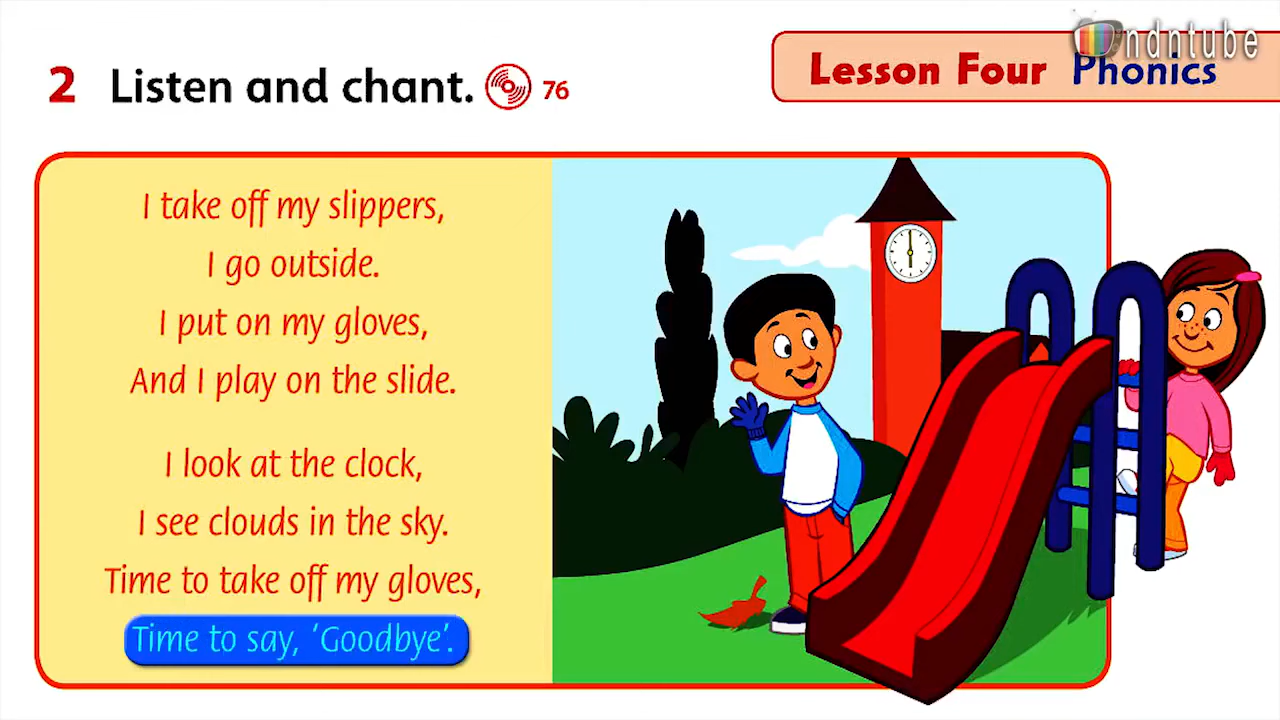 ndntube
2 Listen and chant. 76
Lesson Four Phonics
I take off my slippers,
I go outside.
I put on my gloves,
And I play on the slide.
I look at the clock,
I see clouds in the sky.
Time to take off my gloves,
Time to say, ‘Goodbye’.